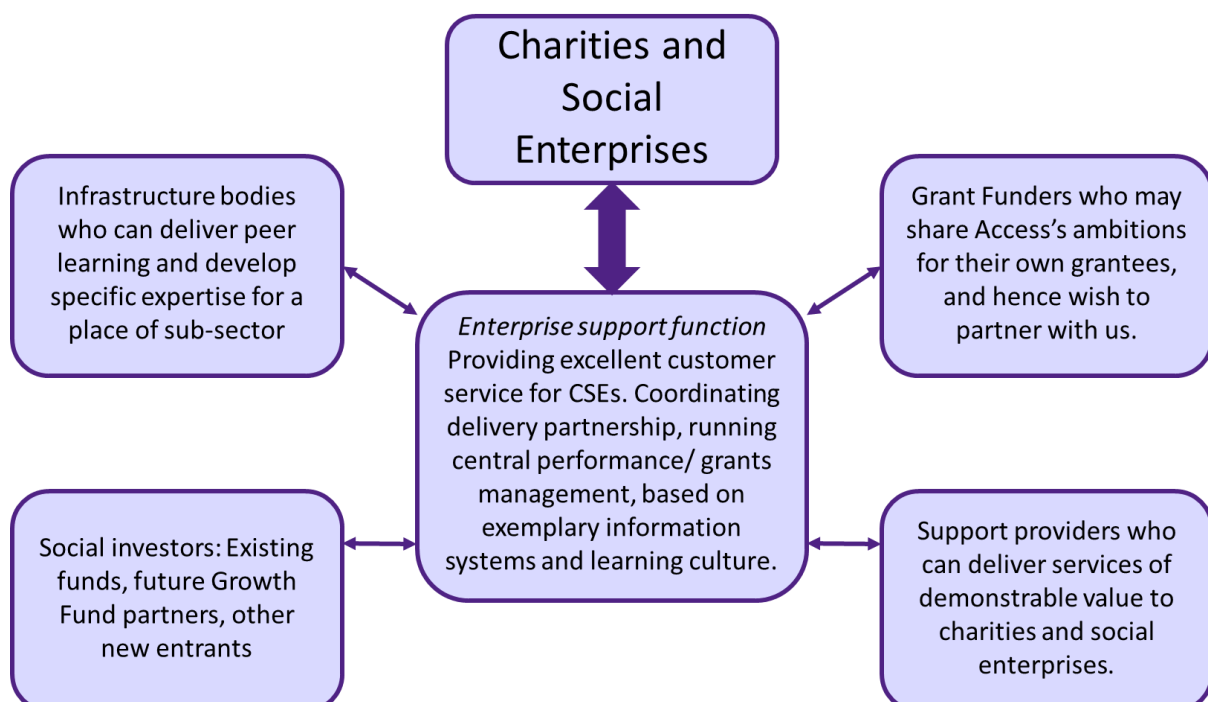 Charities and
Social
Enterprises
Infrastructure bodies
who can deliver peer
learning and develop
specific expertise for a
place of sub-sector
Grant Funders who may
share Access’s ambitions
for their own grantees,
and hence wish to
partner with us.
Enterprise support function
Providing excellent customer
service for CSEs. Coordinating
delivery partnership, running
central performance/ grants
management, based on
exemplary information
systems and learning culture.
Social investors: Existing
funds, future Growth
Fund partners, other
new entrants
Support providers who
can deliver services of
demonstrable value to
charities and social
enterprises.